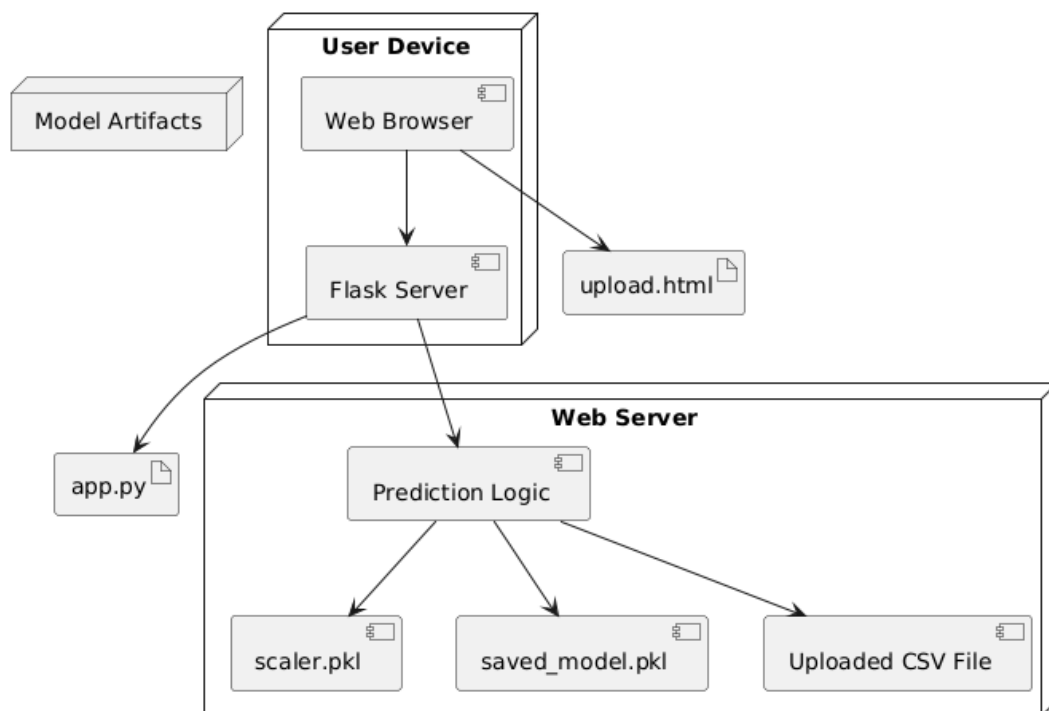 User Device
Model Artifacts
Web Browser
Flask Server
upload.html
Web Server
app.py
Prediction Logic
scaler.pkl
saved_model.pkl
Uploaded CSV File